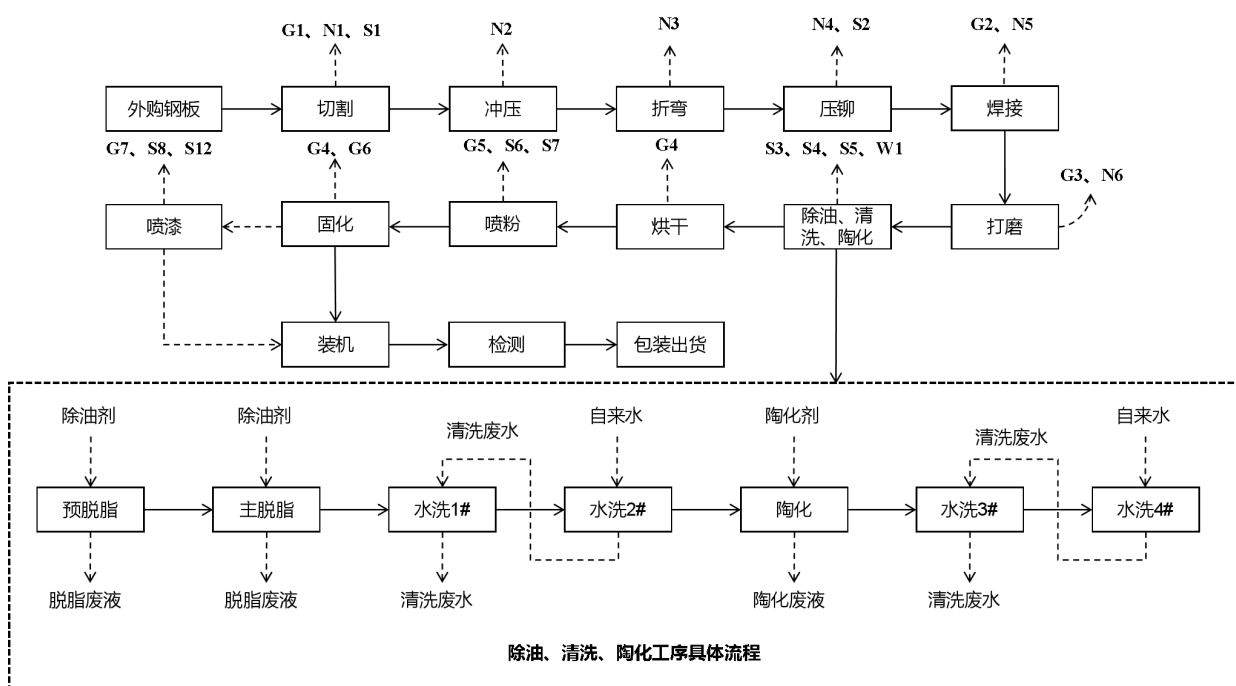 G1、N1、S1
N2
N3
N4、S2
G2、N5
外购钢板
切割
冲压
折弯
压铆
焊接
G7、S8、S12
G4、G6
G5、S6、S7
G4
S3、S4、S5、W1
G3、N6
喷漆
固化
喷粉
烘干
除油、清
洗、陶化
打磨
装机
检测
包装出货
除油剂
除油剂
清洗废水
自来水
陶化剂
清洗废水
自来水
预脱脂
主脱脂
水洗1#
水洗2#
陶化
水洗3#
水洗4#
脱脂废液
脱脂废液
清洗废水
陶化废液
清洗废水
除油、清洗、陶化工序具体流程